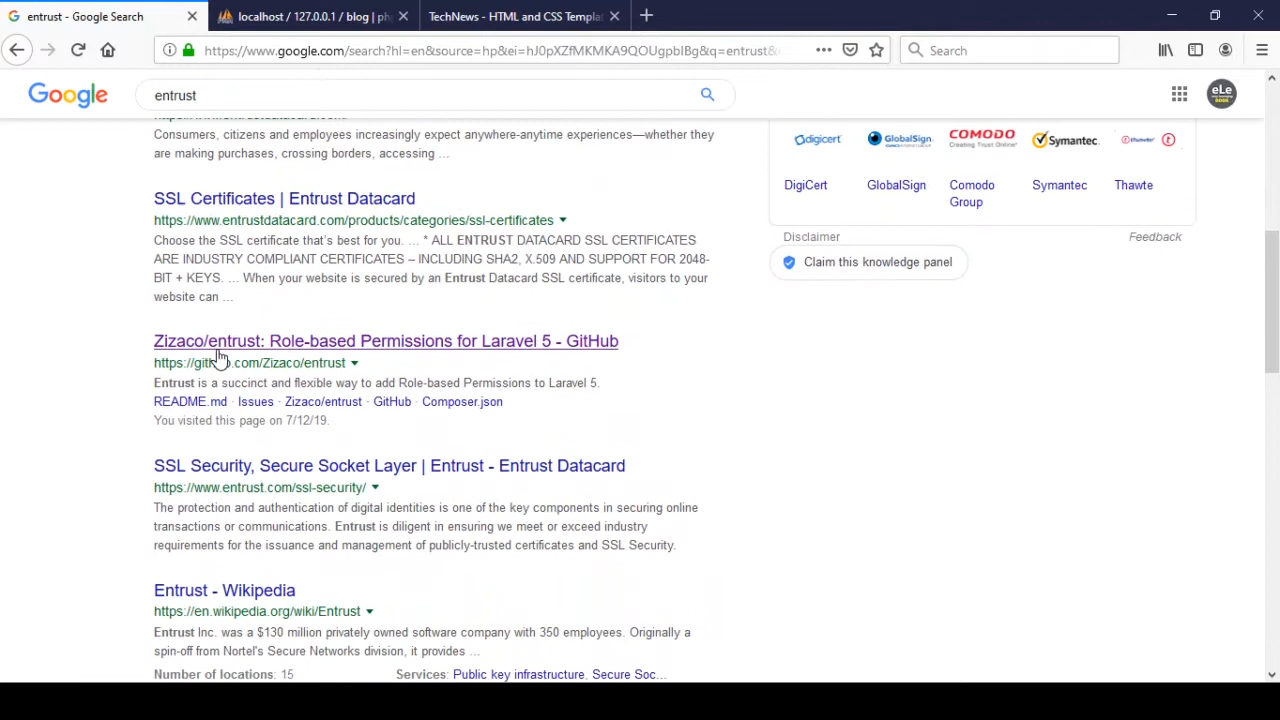 entrust - Google Search
localhost / 127.0.0.1 / blog | ph
TechNews - HTML and CSS Templat
https://www.google.com/search?hl=en&source=hp&ei=hJ0pXZfMKMKA9QOUgpbIBg&q=entrust&
Search
Google
entrust
eLe
Consumers, citizens and employees increasingly expect anywhere-anytime experiences—whether they
are making purchases, crossing borders, accessing ...
SSL Certificates | Entrust Datacard
https://www.entrustdatacard.com/products/categories/ssl-certificates
Choose the SSL certificate that's best for you. ... * ALL ENTRUST DATACARD SSL CERTIFICATES
ARE INDUSTRY COMPLIANT CERTIFICATES – INCLUDING SHA2, X.509 AND SUPPORT FOR 2048-
BIT + KEYS. ... When your website is secured by an Entrust Datacard SSL certificate, visitors to your
website can ...
Zizaco/entrust: Role-based Permissions for Laravel 5 - GitHub
https://github.com/Zizaco/entrust
Entrust is a succinct and flexible way to add Role-based Permissions to Laravel 5.
README.md · Issues · Zizaco/entrust · GitHub · Composer.json
You visited this page on 7/12/19.
SSL Security, Secure Socket Layer | Entrust - Entrust Datacard
https://www.entrust.com/ssl-security/
The protection and authentication of digital identities is one of the key components in securing online
transactions or communications. Entrust is diligent in ensuring we meet or exceed industry
requirements for the issuance and management of publicly-trusted certificates and SSL Security.
Entrust - Wikipedia
https://en.wikipedia.org/wiki/Entrust
Entrust Inc. was a $130 million privately owned software company with 350 employees. Originally a
spin-off from Nortel's Secure Networks division, it provides ...
Number of locations: 15 Services: Public key infrastructure, Secure Soc...
digicert GlobalSign COMODO Symantec. thawte
Creating Trust Online
DigiCert GlobalSign Comodo Symantec Thawte
Group
Disclaimer Feedback
Claim this knowledge panel